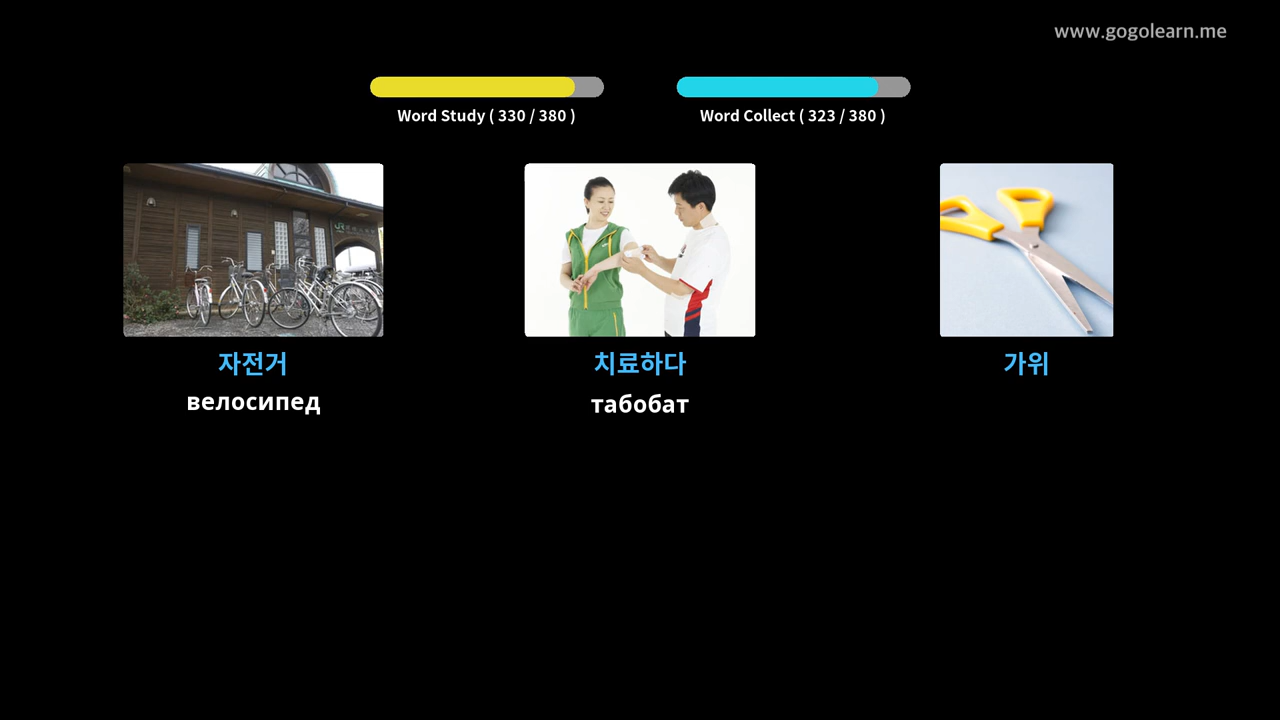 www.gogolearn.me
Word Study ( 330 / 380 )
Word Collect ( 323 / 380 )
JR
자전거
치료하다
가위
велосипед
табобат